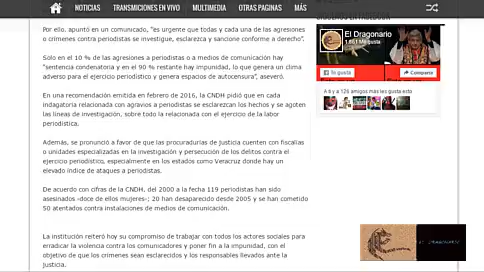 NOTICIAS TRANSMICIONES EN VIVO MULTIMEDIA OTRAS PAGINAS MÁS
Por ello, apuntó en un comunicado, "es urgente que todas y cada una de las agresiones
o crímenes contra periodistas se investigue, esclarezca y sancione conforme a derecho".
Solo en el 10 % de las agresiones a periodistas o a medios de comunicación hay
"sentencia condenatoria y en el 90 % restante hay impunidad, lo que genera un clima
adverso para el ejercicio periodístico y genera espacios de autocensura", aseveró.
En una recomendación emitida en febrero de 2016, la CNDH pidió que en cada
indagatoria relacionada con agravios a periodistas se esclarezcan los hechos y se agoten
las líneas de investigación, sobre todo la relacionada con el ejercicio de la labor
periodística.
Además, se pronunció a favor de que las procuradurías de justicia cuenten con fiscalías
o unidades especializadas en la investigación y persecución de los delitos contra el
ejercicio periodístico, especialmente en los estados como Veracruz donde hay un
elevado índice de ataques a periodistas.
De acuerdo con cifras de la CNDH, del 2000 a la fecha 119 periodistas han sido
asesinados -doce de ellos mujeres-; 20 han desaparecido desde 2005 y se han cometido
50 atentados contra instalaciones de medios de comunicación.
La institución reiteró hay su compromiso de trabajar con todos los actores sociales para
erradicar la violencia contra los comunicadores y poner fin a la impunidad, con el
objetivo de que los crímenes sean esclarecidos y los responsables llevados ante la
justicia.
El Dragonario
1.861 Me gusta
Te gusta
Compartir
A ti y a 126 amigos más les gusta esto
EL DRAGONARIO